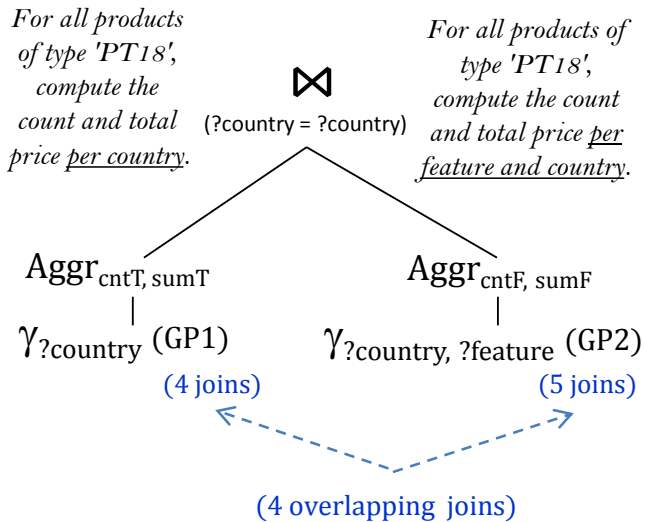 For all products
of type 'PT18',
compute the
count and total
price per country.
⋈
(?country = ?country)
For all products of
type 'PT18',
compute the count
and total price per
feature and country.
Aggr cntT, sumT
Aggr cntF, sumF
γ ?country (GP1)
γ ?country, ?feature (GP2)
(4 joins)
(5 joins)
(4 overlapping joins)